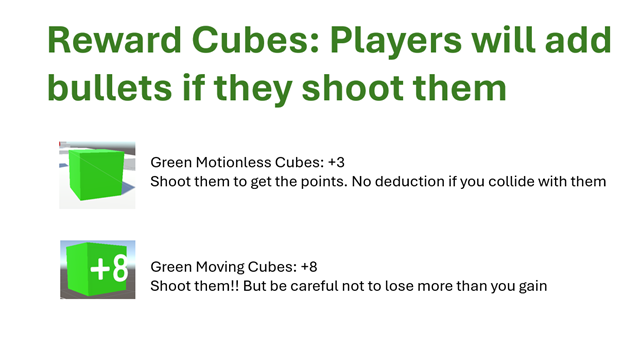 Reward Cubes: Players will add
bullets if they shoot them
Green Motionless Cubes: +3
Shoot them to get the points. No deduction if you collide with them
+8
Green Moving Cubes: +8
Shoot them!! But be careful not to lose more than you gain